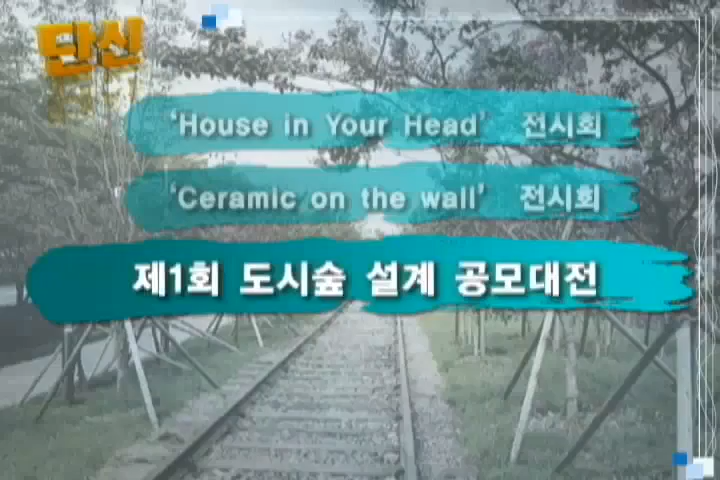 단신
'House in Your Head' 전시회
'Ceramic on the wall' 전시회
제1회 도시숲 설계 공모대전